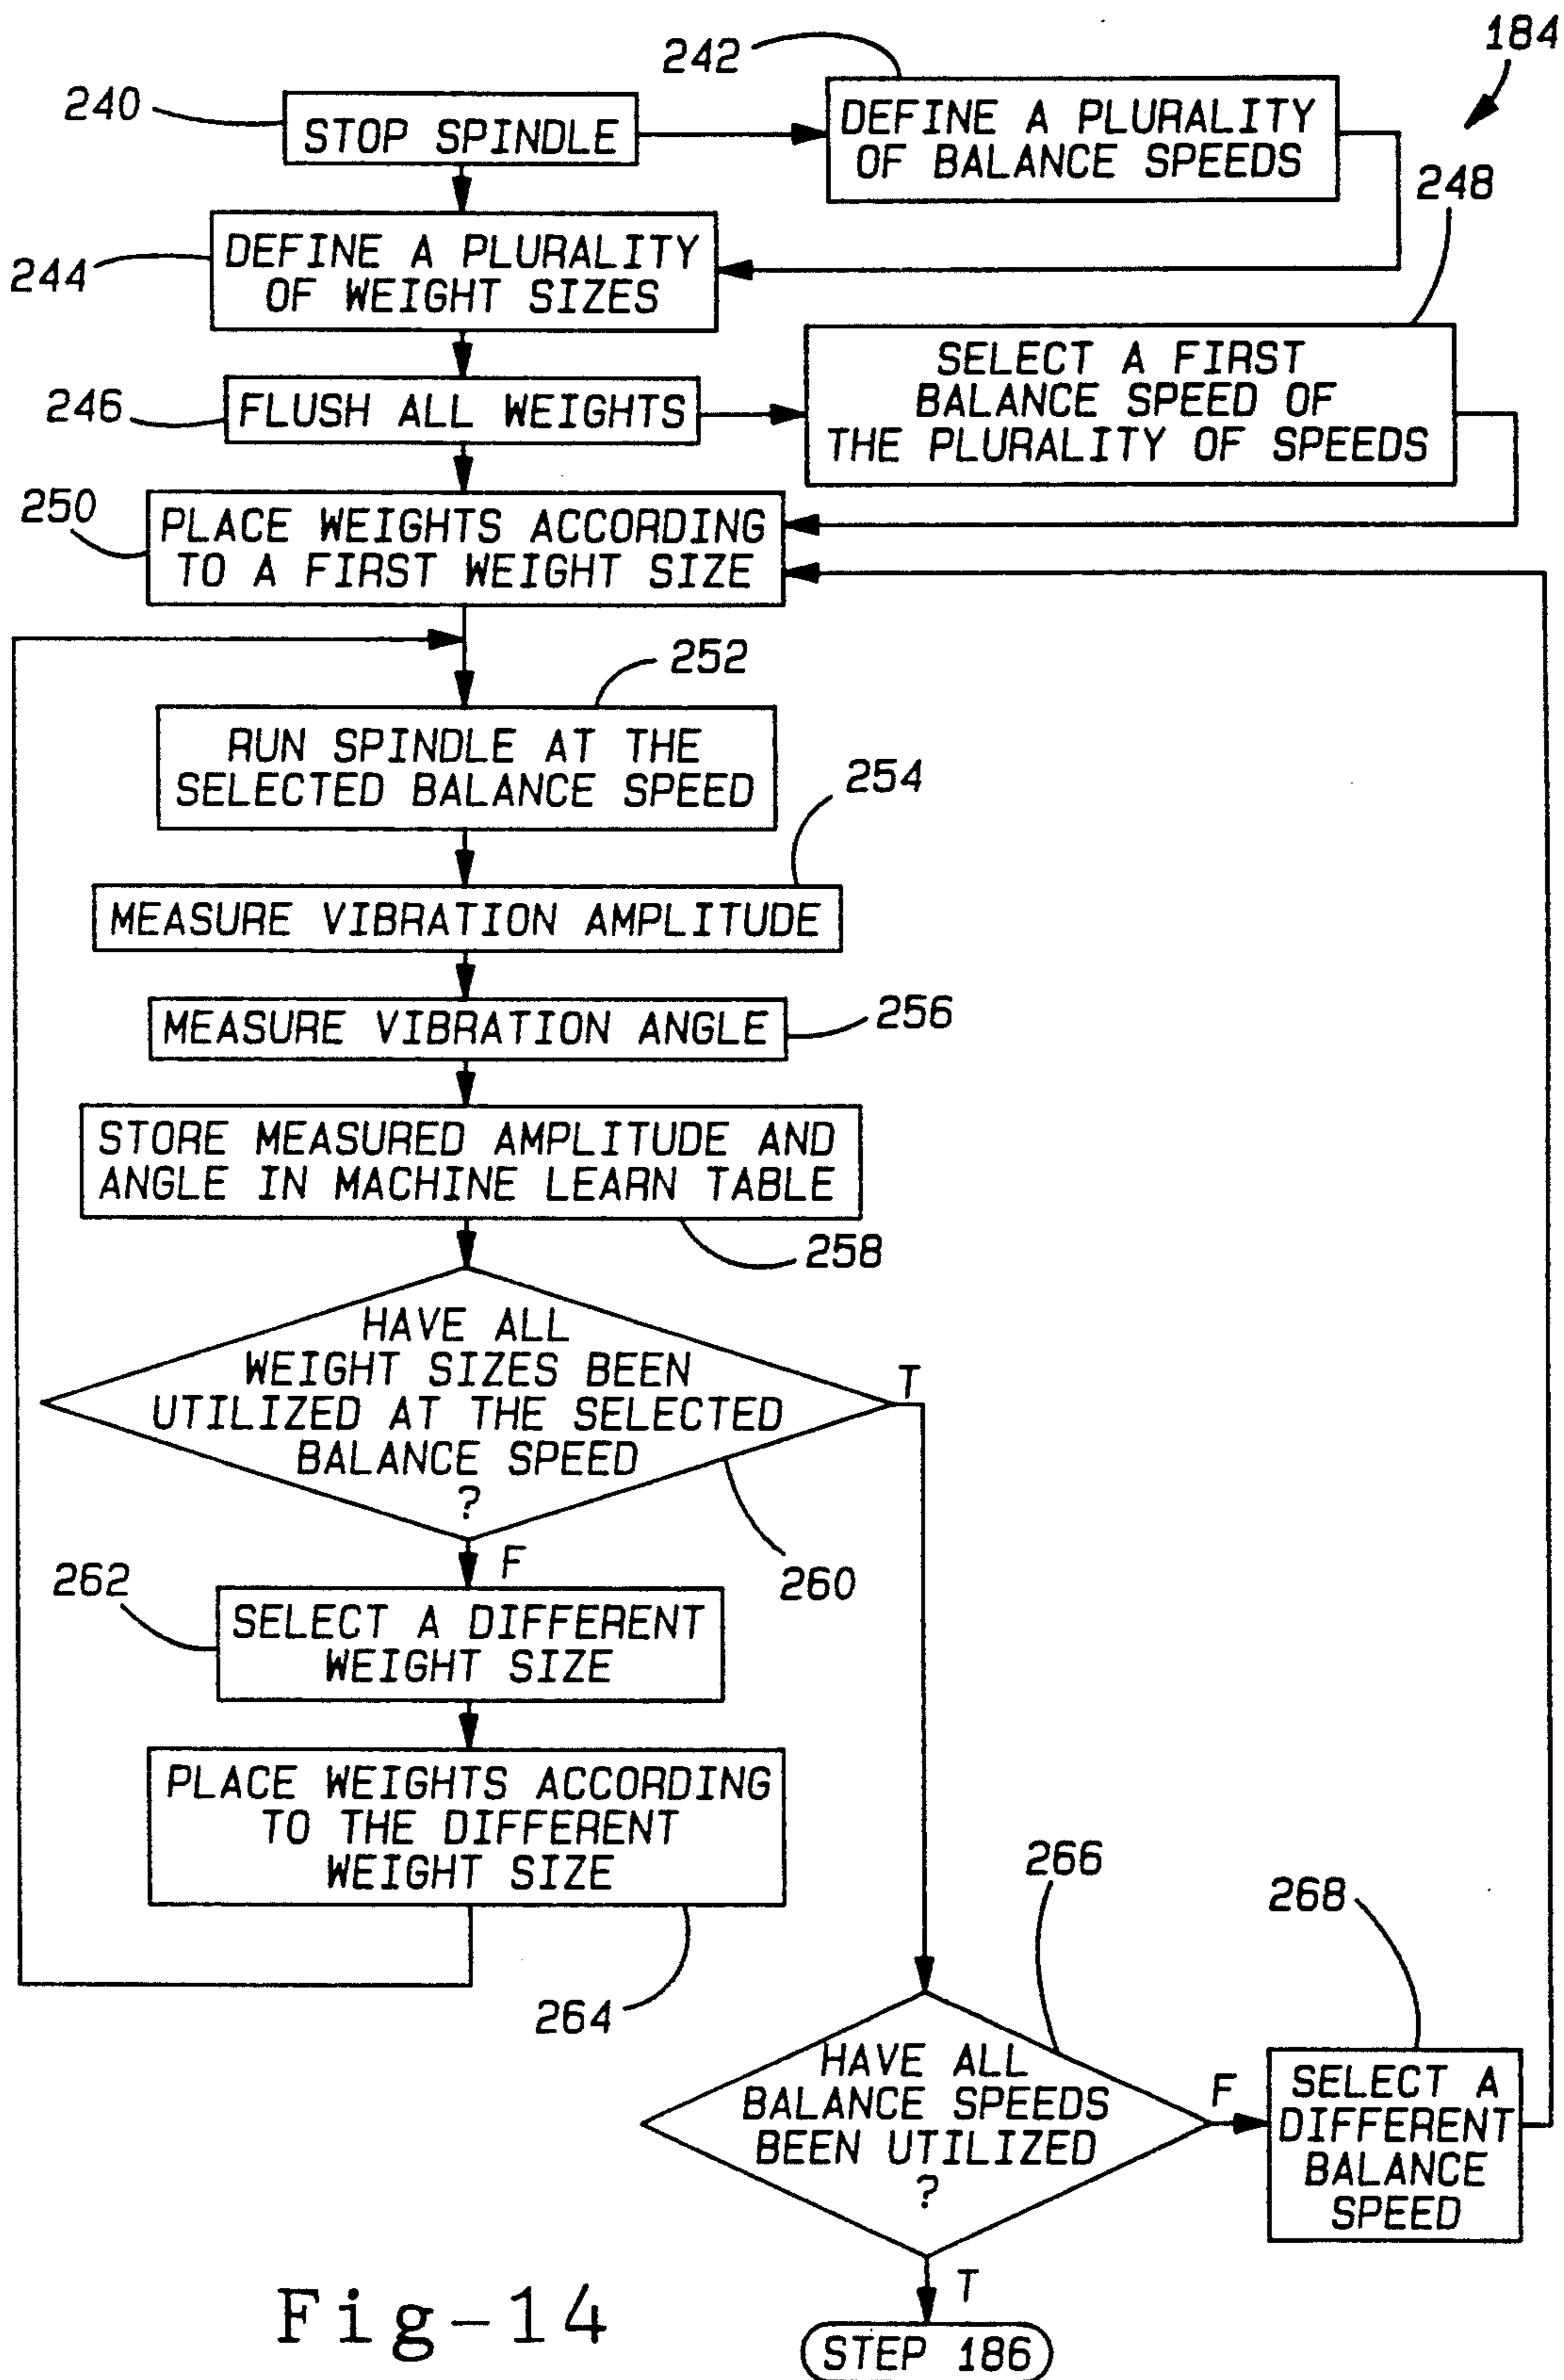 184
242
240
STOP SPINDLE
DEFINE A PLURALITY
OF BALANCE SPEEDS
248
244
DEFINE A PLURALITY
OF WEIGHT SIZES
246
FLUSH ALL WEIGHTS
SELECT A FIRST
BALANCE SPEED OF
THE PLURALITY OF SPEEDS
250
PLACE WEIGHTS ACCORDING
TO A FIRST WEIGHT SIZE
252
RUN SPINDLE AT THE
SELECTED BALANCE SPEED
254
MEASURE VIBRATION AMPLITUDE
MEASURE VIBRATION ANGLE
256
STORE MEASURED AMPLITUDE AND
ANGLE IN MACHINE LEARN TABLE
258
HAVE ALL
WEIGHT SIZES BEEN
UTILIZED AT THE SELECTED
BALANCE SPEED
?
T
F
260
262
SELECT A DIFFERENT
WEIGHT SIZE
PLACE WEIGHTS ACCORDING
TO THE DIFFERENT
WEIGHT SIZE
264
266
268
HAVE ALL
BALANCE SPEEDS
BEEN UTILIZED
?
F
SELECT A
DIFFERENT
BALANCE
SPEED
T
STEP 186
Fig-14